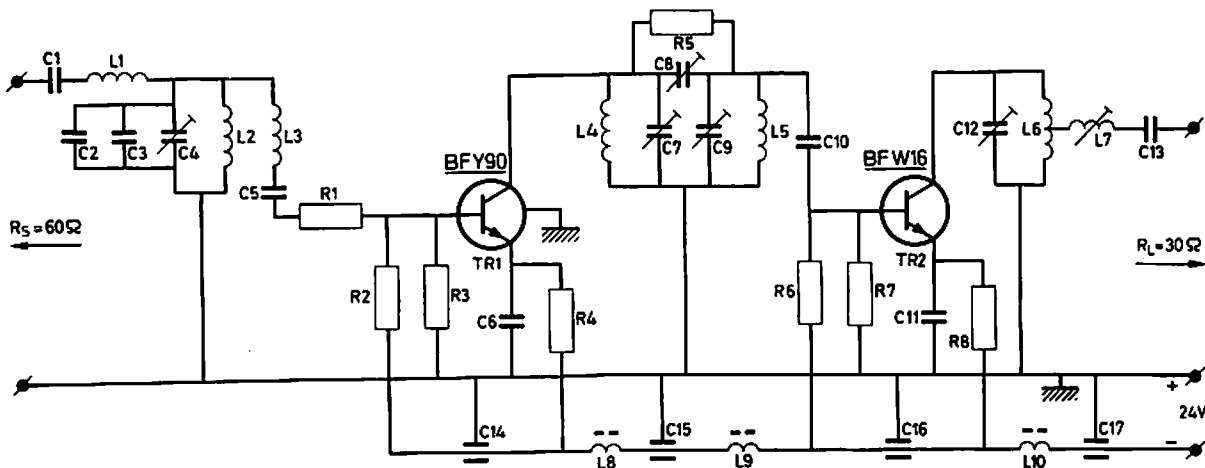 R5
C8
C1
L1
C2
C3
C4
L2
L3
C5
R1
BFY90
TR1
L4
C7
C9
L5
C10
BFW16
TR2
C12
L6
L7
C13
RS=60Ω
RL=30Ω
R2
R3
C6
R4
R6
R7
C11
R8
+
24V
−
C14
C15
C16
C17
L8
L9
L10